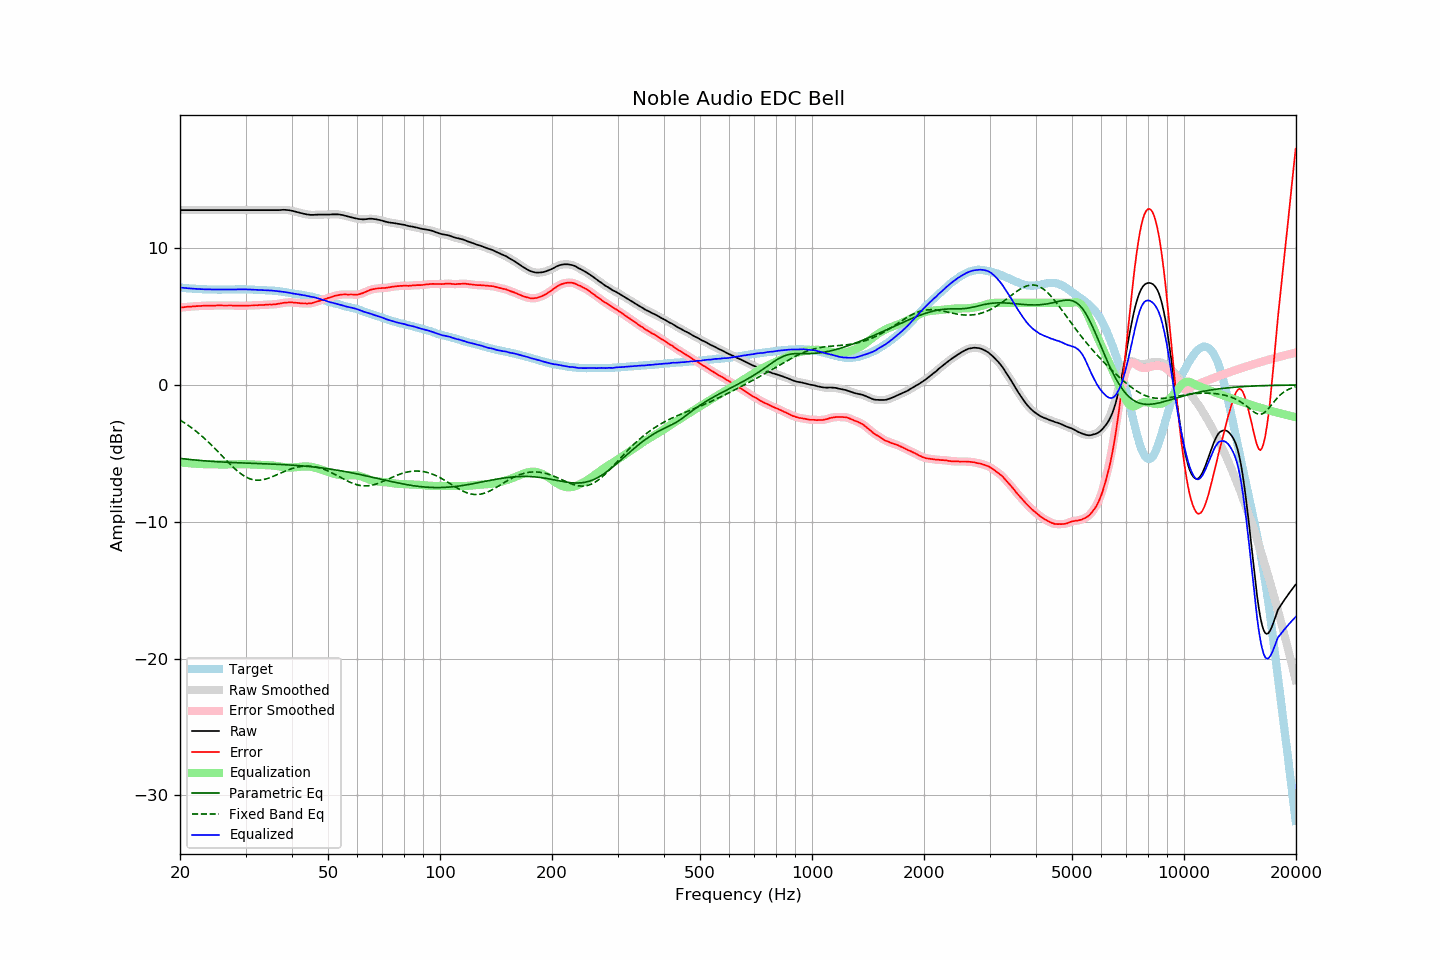 Noble Audio EDC Bell
Amplitude (dBr)
10
0
−10
−20
−30
Target
Raw Smoothed
Error Smoothed
Raw
Error
Equalization
Parametric Eq
Fixed Band Eq
Equalized
20 50 100 200 500 1000 2000 5000 10000 20000
Frequency (Hz)